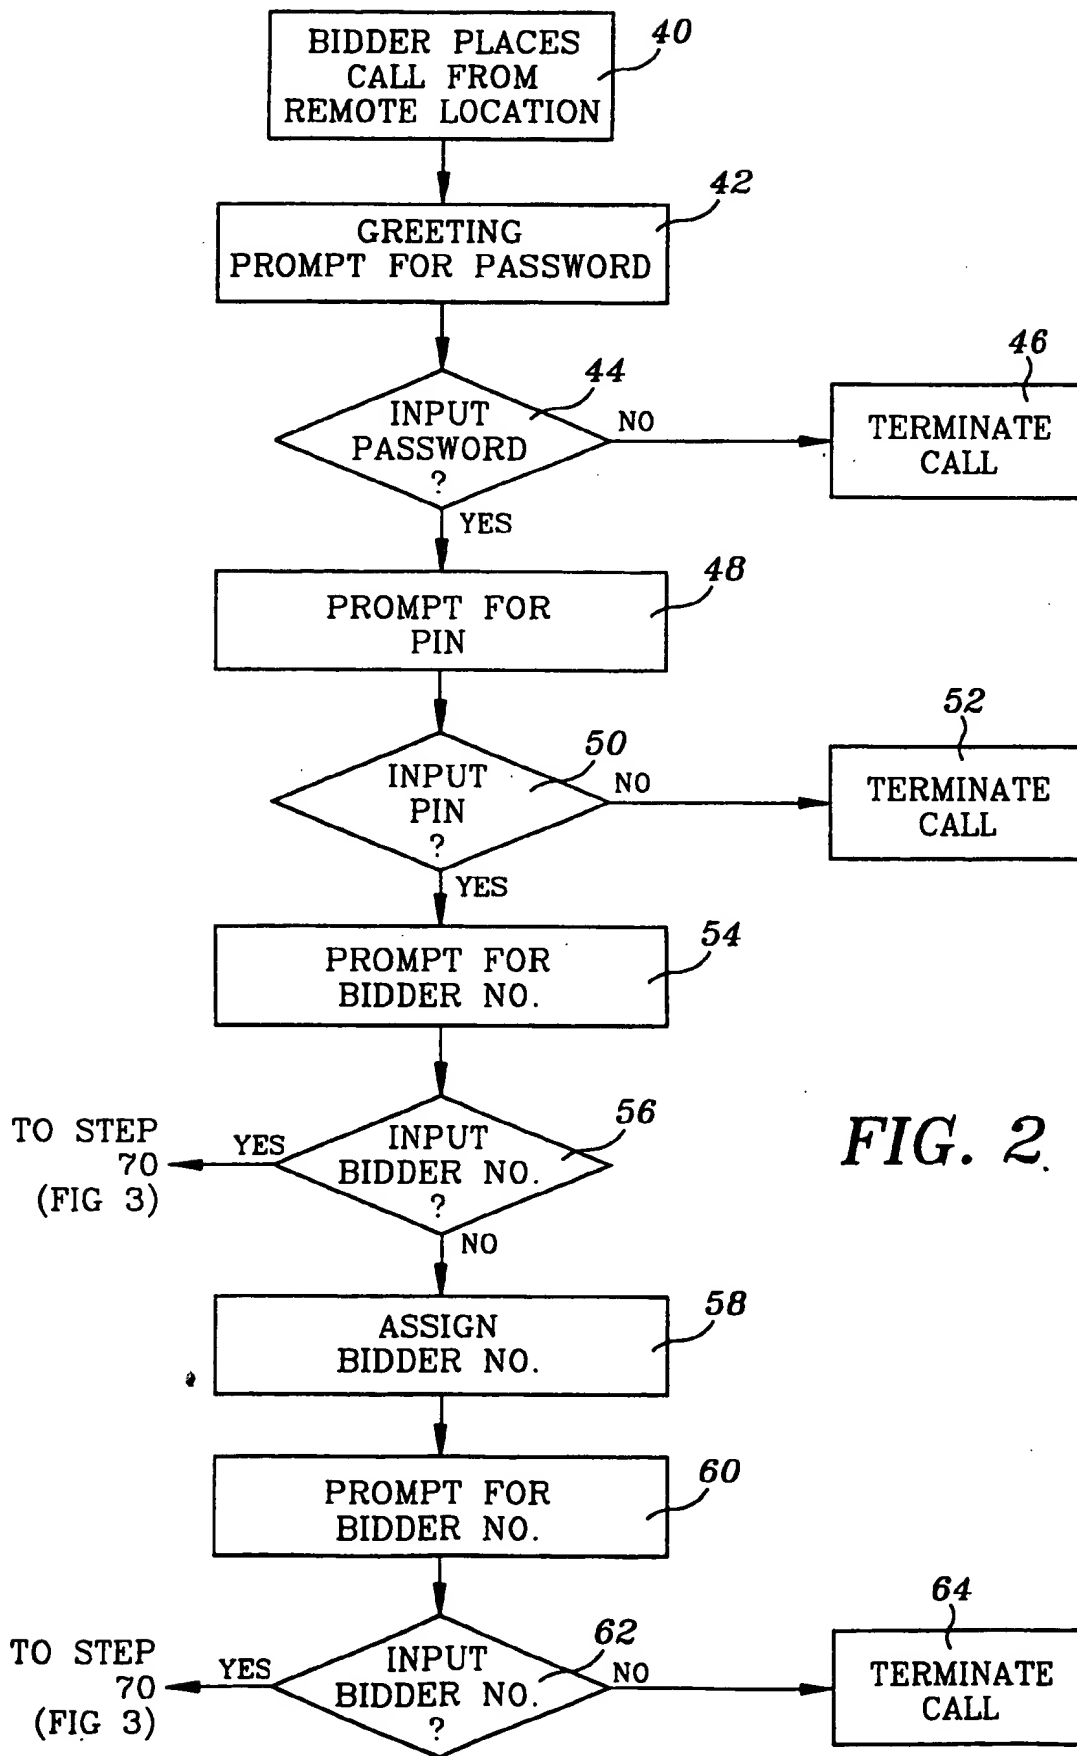 BIDDER PLACES
CALL FROM
REMOTE LOCATION
40
GREETING
PROMPT FOR PASSWORD
42
INPUT
PASSWORD
?
44
NO
46
TERMINATE
CALL
YES
PROMPT FOR
PIN
48
INPUT
PIN
?
50
NO
52
TERMINATE
CALL
YES
PROMPT FOR
BIDDER NO.
54
TO STEP
70
(FIG 3)
YES
INPUT
BIDDER NO.
?
56
FIG. 2
NO
ASSIGN
BIDDER NO.
58
PROMPT FOR
BIDDER NO.
60
TO STEP
70
(FIG 3)
YES
INPUT
BIDDER NO.
?
62
NO
64
TERMINATE
CALL